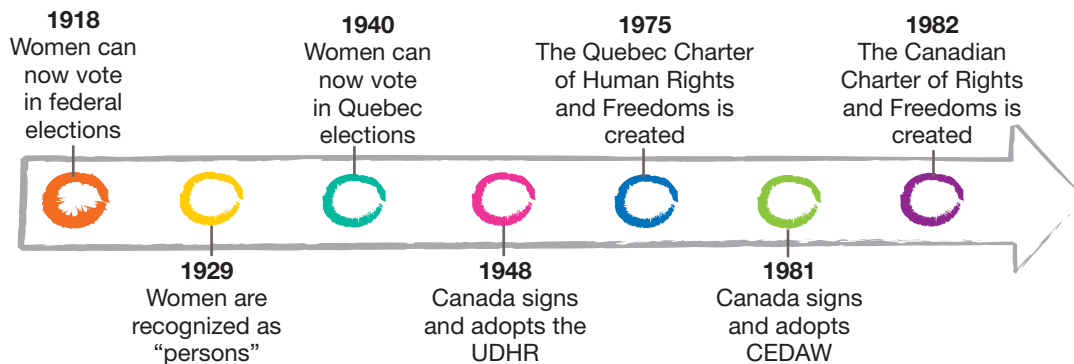 1918
Women can
now vote
in federal
elections
1929
Women are
recognized as
“persons”
1940
Women can
now vote
in Quebec
elections
1948
Canada signs
and adopts the
UDHR
1975
The Quebec Charter
of Human Rights
and Freedoms is
created
1981
Canada signs
and adopts
CEDAW
1982
The Canadian
Charter of Rights
and Freedoms is
created